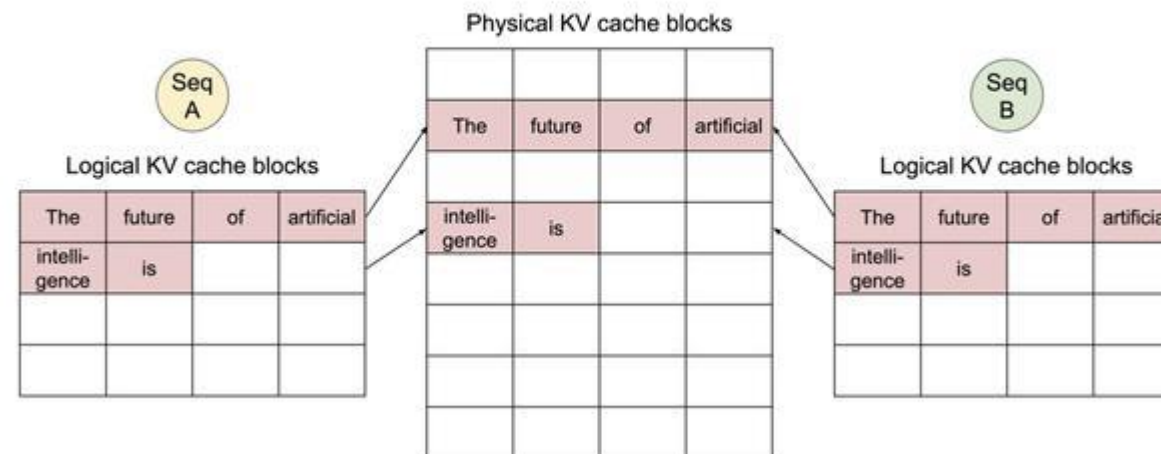 Physical KV cache blocks
Seq
A
Seq
B
Logical KV cache blocks
Logical KV cache blocks
The future of artificial
The future of artificial
The future of artificia
intelli-
gence
is
intelli-
gence
is
intelli-
gence
is